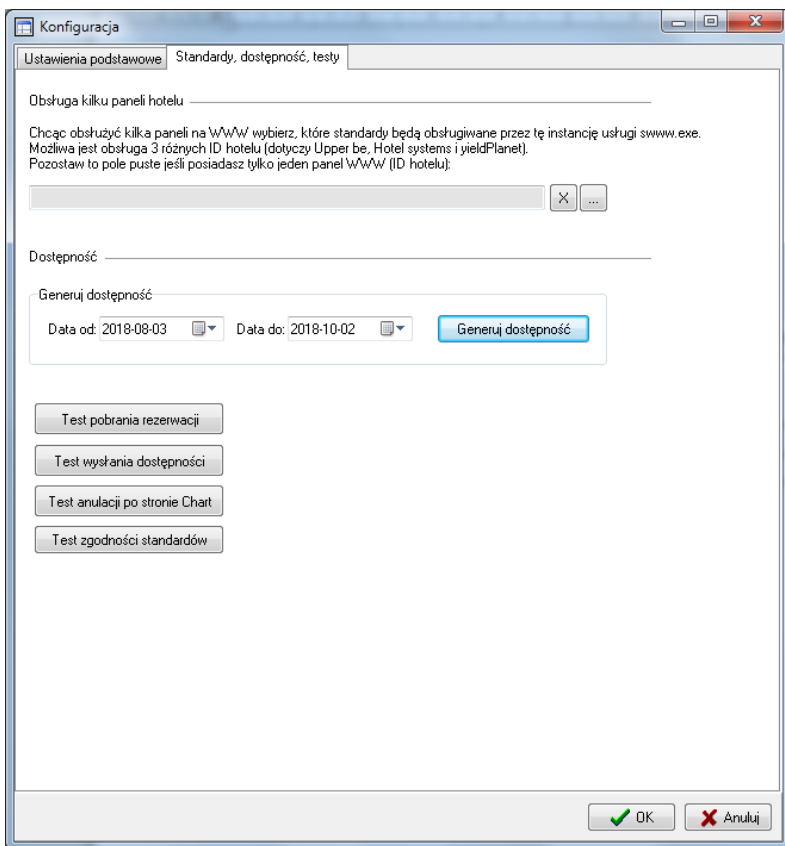 Konfiguracja
Ustawienia podstawowe Standardy, dostępność, testy
Obsługa kilku paneli hotelu
Chcąc obsłużyć kilka paneli na WWW wybierz, które standardy będą obsługiwane przez tę instancję usługi swww.exe.
Możliwa jest obsługa 3 różnych ID hotelu (dotyczy Upper be, Hotel systems i yieldPlanet).
Pozostaw to pole puste jeśli posiadasz tylko jeden panel WWW (ID hotelu):
X ...
Dostępność
Generuj dostępność
Data od: 2018-08-03 Data do: 2018-10-02 Generuj dostępność
Test pobrania rezerwacji
Test wysłania dostępności
Test anulacji po stronie Chart
Test zgodności standardów
OK Anuluj